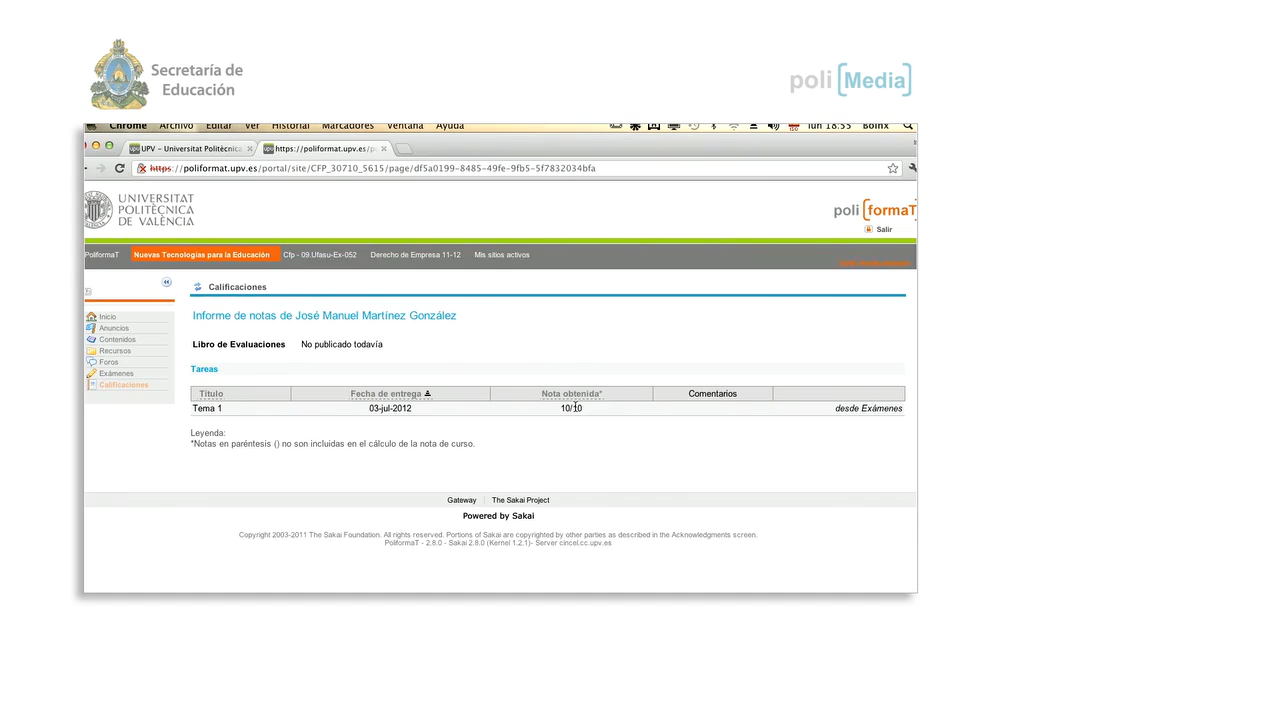 Secretaría de
Educación
poli [Media]
Chrome Archivo Editar Ver Historial Marcadores Ventana Ayuda lun 18:55 Boinx
UPV - Universitat Politècnica https://poliformat.upv.es/p
https://poliformat.upv.es/portal/site/CFP_30710_5615/page/df5a0199-8485-49fe-9fb5-5f7832034bfa
UNIVERSITAT
POLITÈCNICA
DE VALÈNCIA
poli [formaT
Salir
PoliformaT Nuevas Tecnologías para la Educación Cfp - 09.Ufasu-Ex-052 Derecho de Empresa 11-12 Mis sitios activos
Calificaciones
Informe de notas de José Manuel Martínez González
Libro de Evaluaciones No publicado todavía
Tareas
Título Fecha de entrega Nota obtenida* Comentarios
Tema 1 03-jul-2012 10/10 desde Exámenes
Leyenda:
*Notas en paréntesis () no son incluidas en el cálculo de la nota de curso.
Inicio
Anuncios
Contenidos
Recursos
Foros
Exámenes
Calificaciones
Gateway The Sakai Project
Powered by Sakai
Copyright 2003-2011 The Sakai Foundation. All rights reserved. Portions of Sakai are copyrighted by other parties as described in the Acknowledgments screen.
PoliformaT - 2.8.0 - Sakai 2.8.0 (Kernel 1.2.1)- Server cincel.cc.upv.es